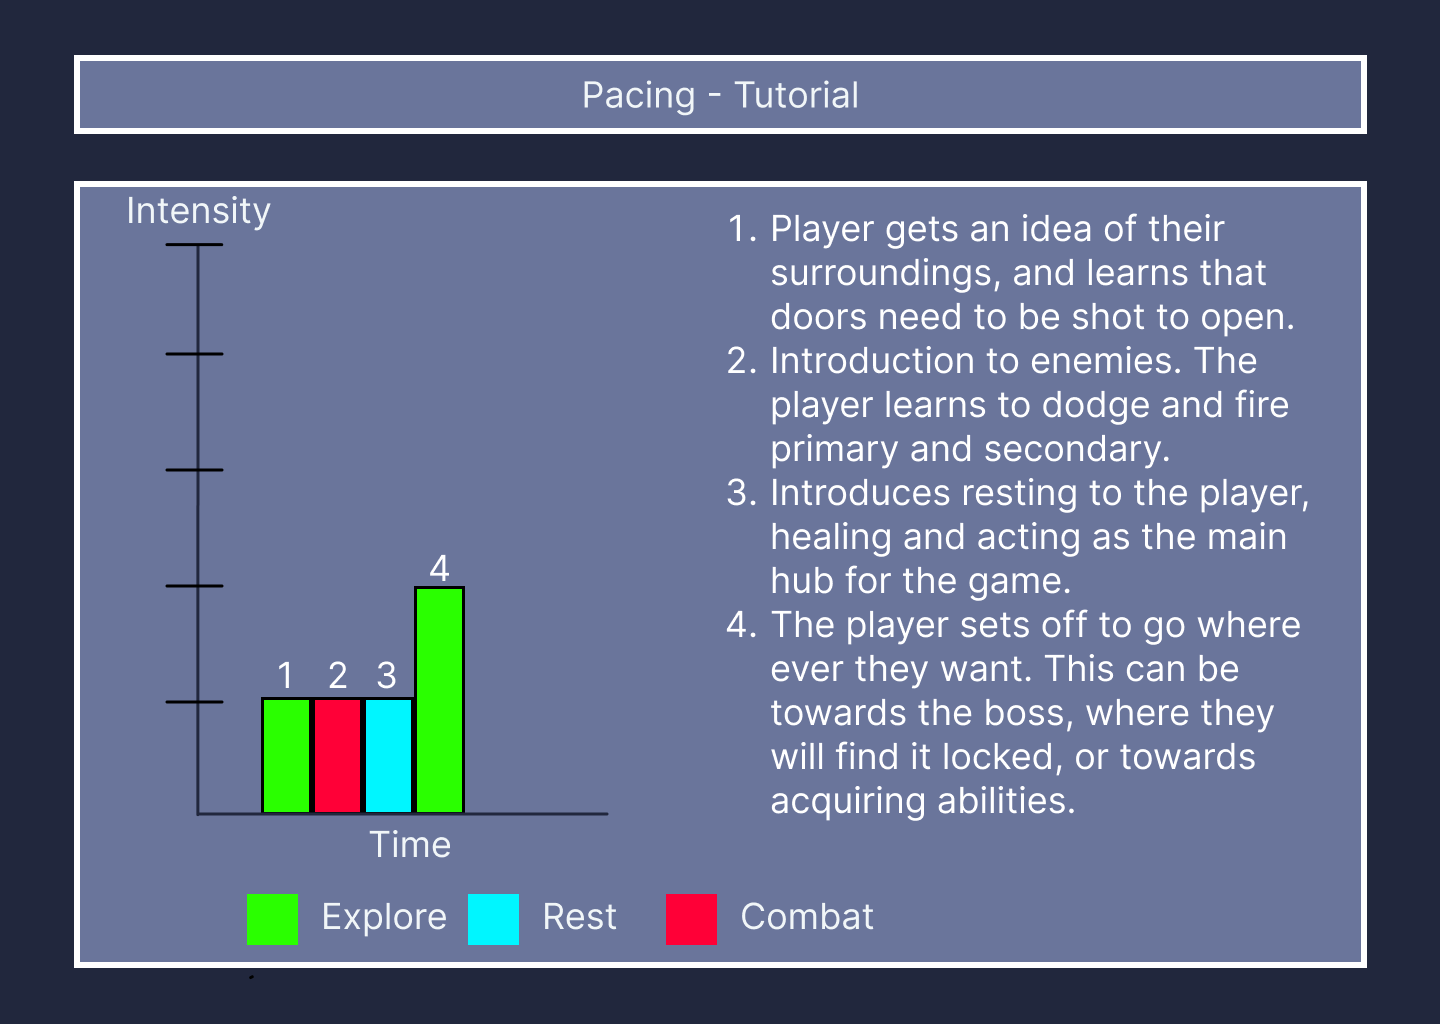 Pacing - Tutorial
Intensity
4
1 2 3
Time
Explore Rest Combat
1. Player gets an idea of their
surroundings, and learns that
doors need to be shot to open.
2. Introduction to enemies. The
player learns to dodge and fire
primary and secondary.
3. Introduces resting to the player,
healing and acting as the main
hub for the game.
4. The player sets off to go where
ever they want. This can be
towards the boss, where they
will find it locked, or towards
acquiring abilities.